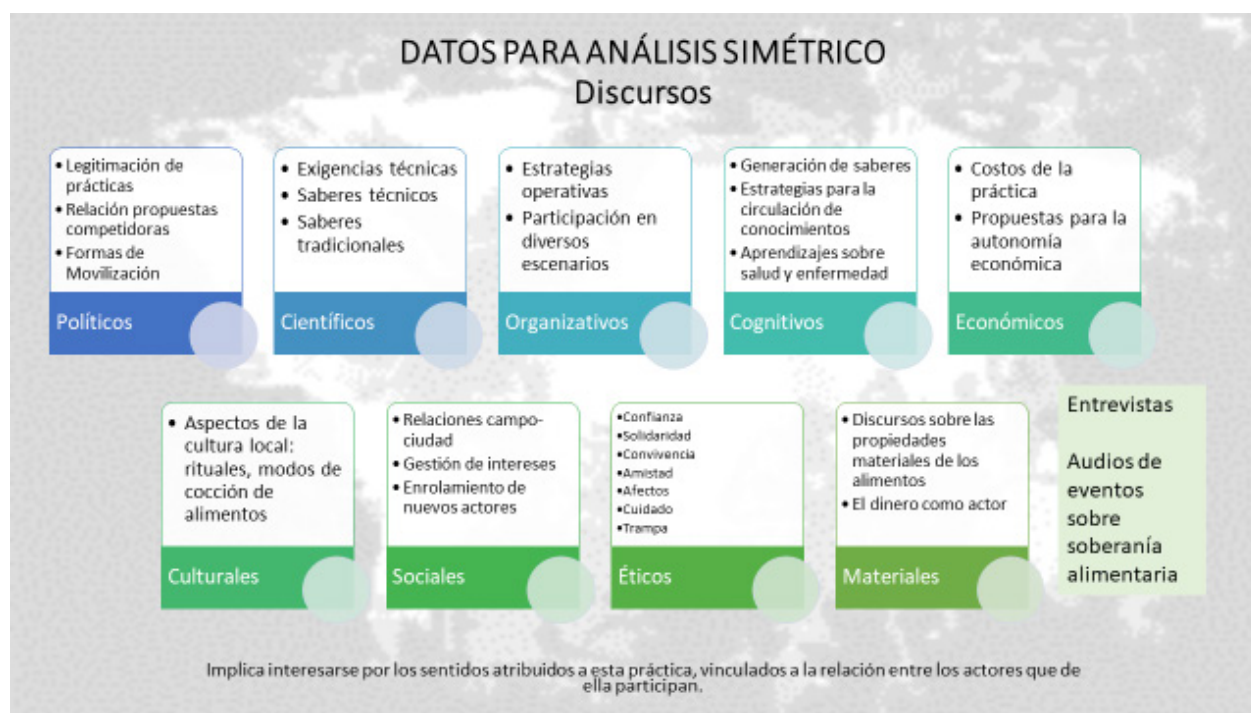 DATOS PARA ANÁLISIS SIMÉTRICO
Discursos
• Legitimación de
prácticas
• Relación propuestas
competidoras
• Formas de
Movilización
Políticos
• Exigencias técnicas
• Saberes técnicos
• Saberes
tradicionales
Científicos
• Estrategias
operativas
• Participación en
diversos
escenarios
Organizativos
• Generación de saberes
• Estrategias para la
circulación de
conocimientos
• Aprendizajes sobre
salud y enfermedad
Cognitivos
• Costos de la
práctica
• Propuestas para la
autonomía
económica
Económicos
• Aspectos de la
cultura local:
rituales, modos de
cocción de
alimentos
Culturales
• Relaciones campo-
ciudad
• Gestión de intereses
• Enrolamiento de
nuevos actores
Sociales
•Confianza
•Solidaridad
•Convivencia
•Amistad
•Afectos
•Cuidado
•Trampa
Éticos
• Discursos sobre las
propiedades
materiales de los
alimentos
• El dinero como actor
Materiales
Entrevistas
Audios de
eventos
sobre
soberanía
alimentaria
Implica interesarse por los sentidos atribuidos a esta práctica, vinculados a la relación entre los actores que de
ella participan.